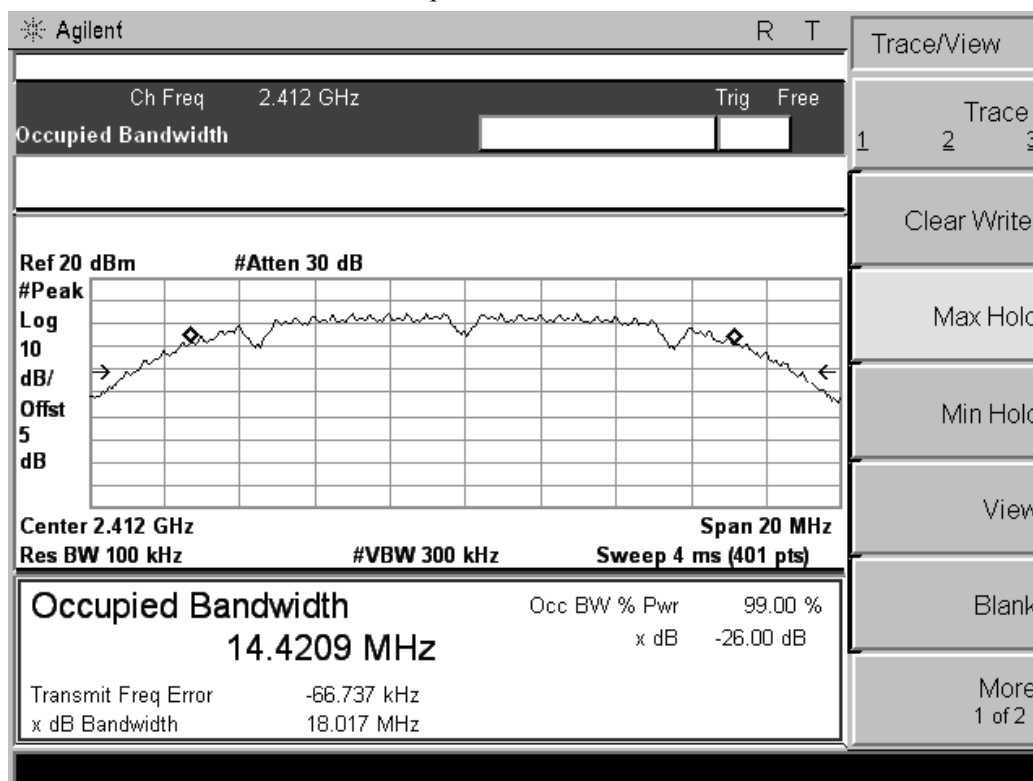 Agilent R T
Trace/View
Ch Freq 2.412 GHz Trig Free
Occupied Bandwidth
Trace
1 2 3
Clear Write
Ref 20 dBm #Atten 30 dB
#Peak
Log
10
dB/
Offst
5
dB
Max Hold
Min Hold
View
Center 2.412 GHz Span 20 MHz
Res BW 100 kHz #VBW 300 kHz Sweep 4 ms (401 pts)
Occupied Bandwidth
14.4209 MHz
Occ BW % Pwr 99.00 %
x dB -26.00 dB
Transmit Freq Error -66.737 kHz
x dB Bandwidth 18.017 MHz
Blank
More
1 of 2